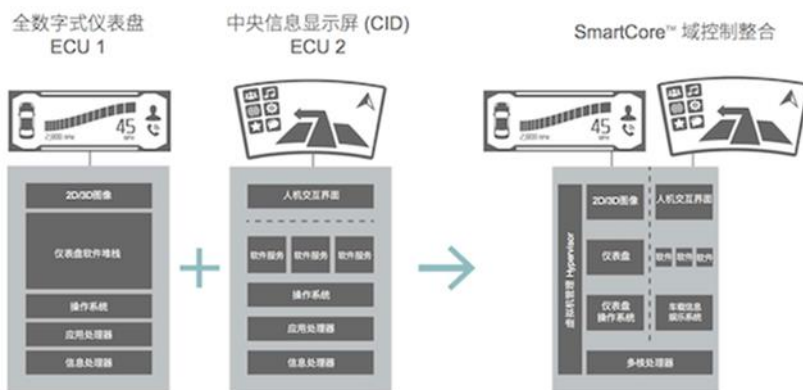 全数字式仪表盘
ECU 1
中央信息显示屏 (CID)
ECU 2
SmartCore™ 域控制整合
45
45
2D/3D图像
仪表盘软件堆栈
操作系统
应用处理器
信息处理器
人机交互界面
软件服务 软件服务 软件服务
操作系统
应用处理器
信息处理器
虚拟机管理 Hypervisor
2D/3D图像
人机交互界面
仪表盘
软件 软件 软件
仪表盘
操作系统
车载信息
娱乐系统
多核处理器